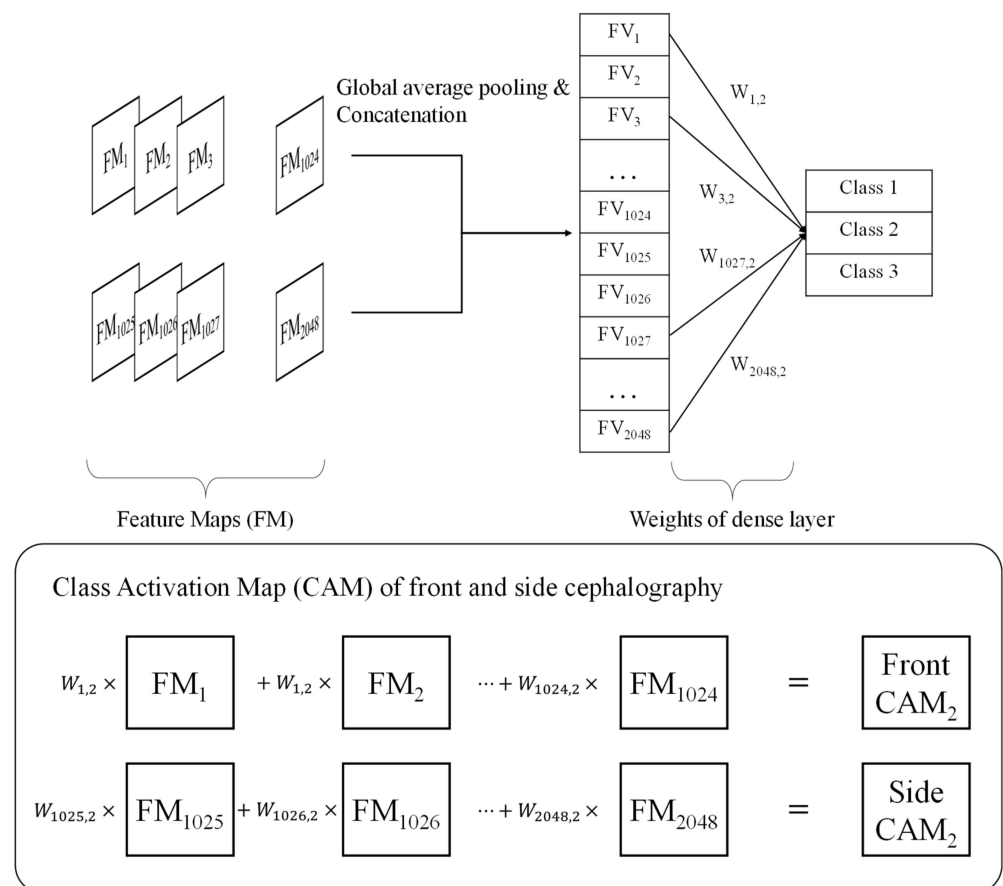 Global average pooling &
Concatenation
FM₁ FM₂ FM₃ FM₁₀₂₄
FM₁₀₂₅ FM₁₀₂₆ FM₁₀₂₇ FM₂₀₄₈
FV₁
FV₂
FV₃
...
FV₁₀₂₄
FV₁₀₂₅
FV₁₀₂₆
FV₁₀₂₇
...
FV₂₀₄₈
W₁,₂
W₃,₂
W₁₀₂₇,₂
W₂₀₄₈,₂
Class 1
Class 2
Class 3
Feature Maps (FM)
Weights of dense layer
Class Activation Map (CAM) of front and side cephalography
W₁,₂ × FM₁ + W₁,₂ × FM₂ ⋯ + W₁₀₂₄,₂ × FM₁₀₂₄ = Front CAM₂
W₁₀₂₅,₂ × FM₁₀₂₅ + W₁₀₂₆,₂ × FM₁₀₂₆ ⋯ + W₂₀₄₈,₂ × FM₂₀₄₈ = Side CAM₂